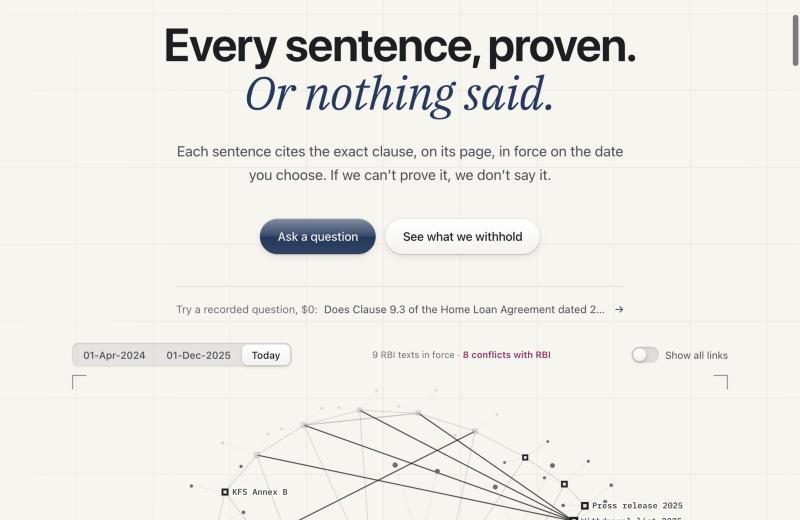 Every sentence, proven.
Or nothing said.
Each sentence cites the exact clause, on its page, in force on the date
you choose. If we can’t prove it, we don’t say it.
Ask a question
See what we withhold
Try a recorded question, $0: Does Clause 9.3 of the Home Loan Agreement dated 2... →
01-Apr-2024 01-Dec-2025 Today
9 RBI texts in force · 8 conflicts with RBI
Show all links
KFS Annex B
Press release 2025
Withdrawal list 2025